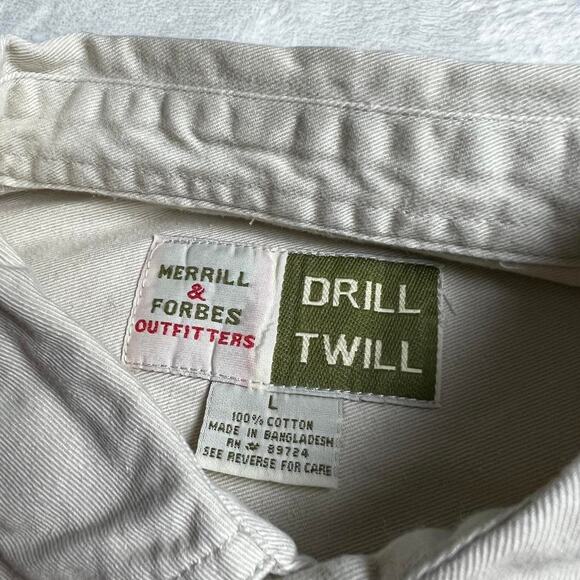 MERRILL
&
FORBES
OUTFITTERS
DRILL
TWILL
L
100% COTTON
MADE IN BANGLADESH
RN # 89724
SEE REVERSE FOR CARE